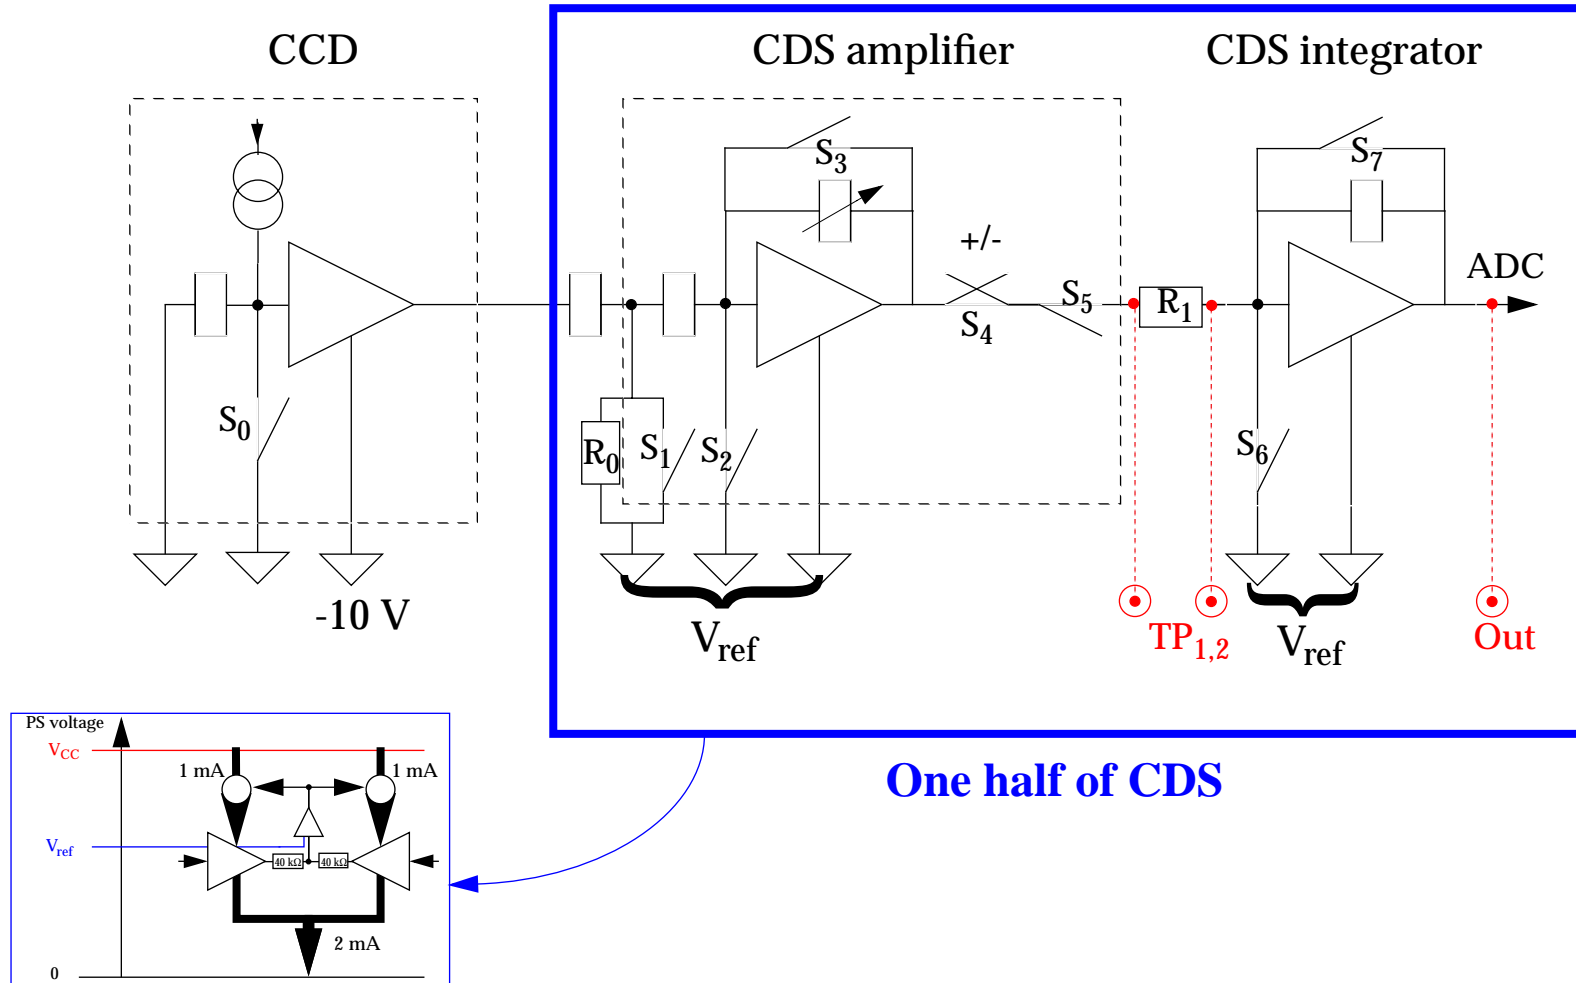 CCD
CDS amplifier
CDS integrator
S3
S7
+/-
ADC
S5
R1
S4
S0
R0
S1
S2
S6
-10 V
Vref
TP1,2
Vref
Out
PS voltage
VCC
1 mA
1 mA
One half of CDS
Vref
40 kΩ
40 kΩ
2 mA
0